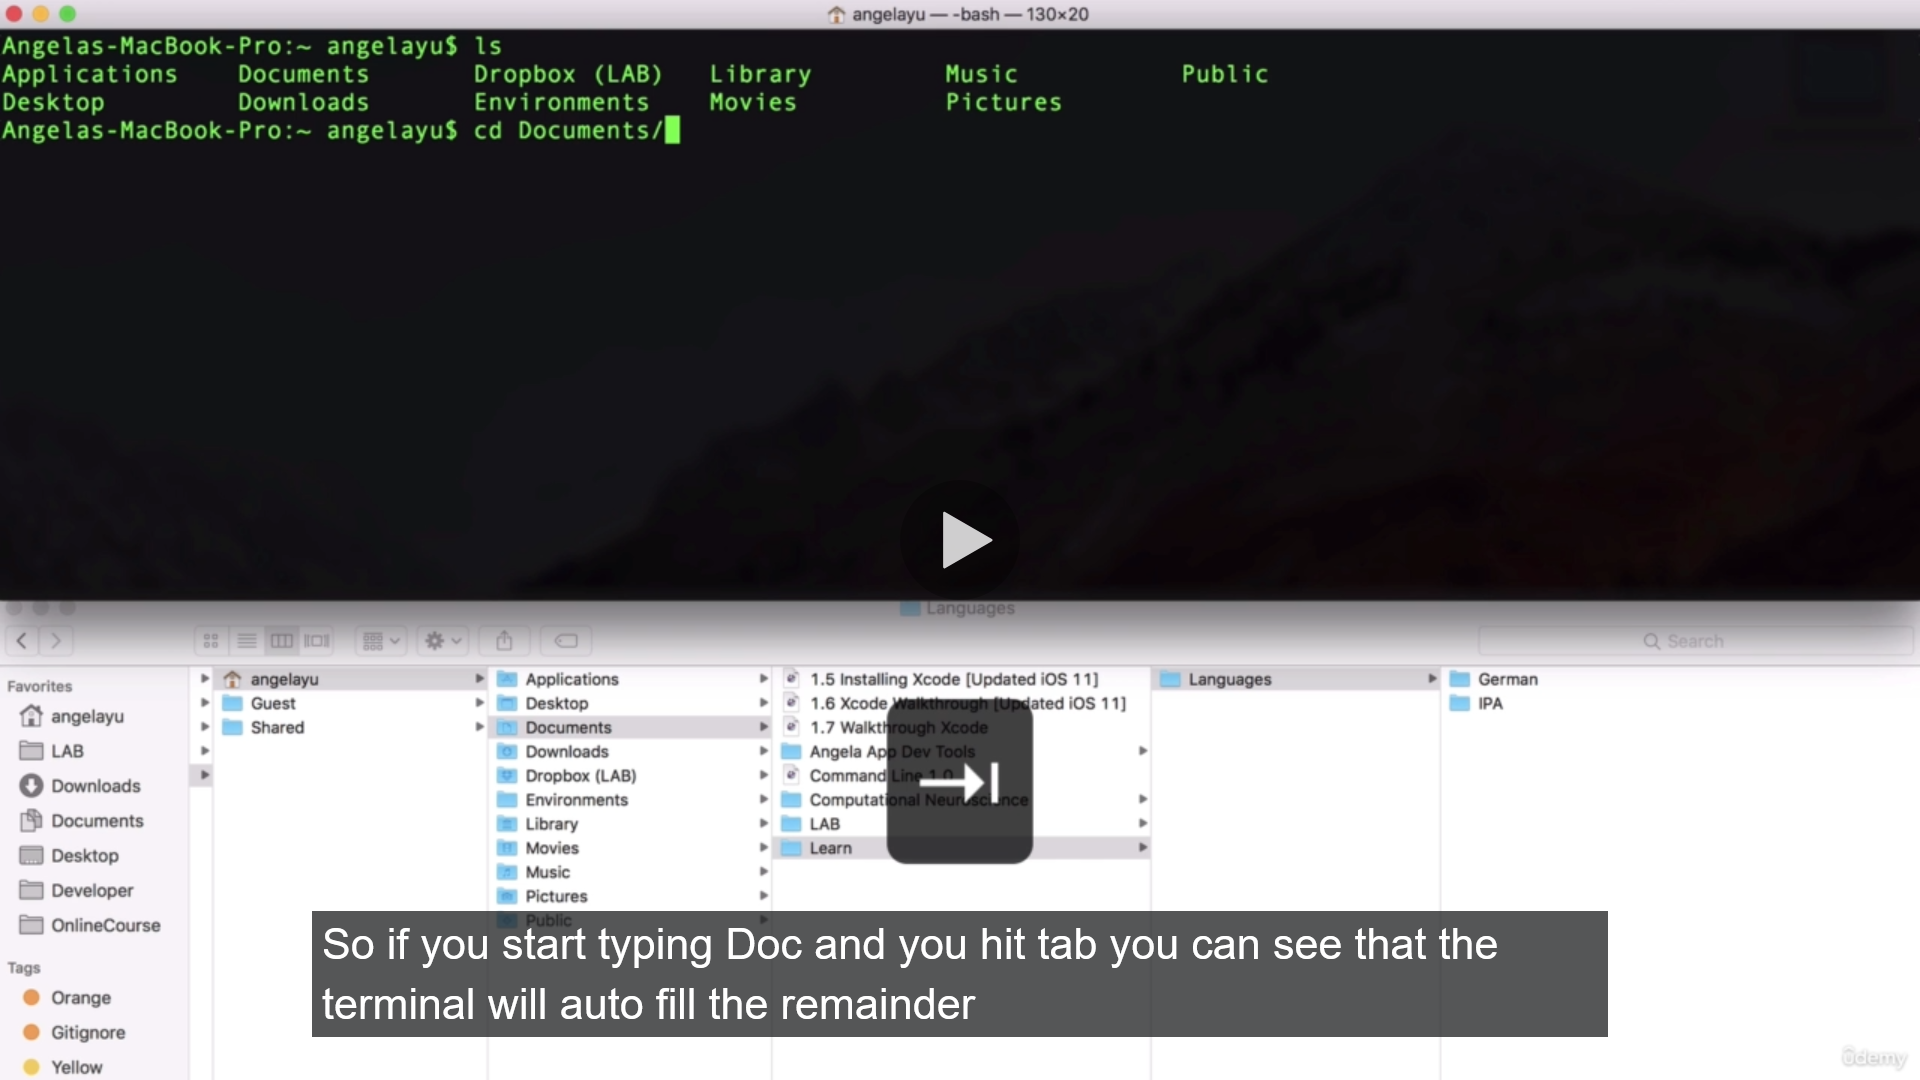 angelayu — -bash — 130×20
Angelas-MacBook-Pro:~ angelayu$ ls
Applications Documents Dropbox (LAB) Library Music Public
Desktop Downloads Environments Movies Pictures
Angelas-MacBook-Pro:~ angelayu$ cd Documents/
Languages
Search
Favorites
angelayu
LAB
Downloads
Documents
Desktop
Developer
OnlineCourse
Tags
Orange
Gitignore
Yellow
angelayu
Guest
Shared
Applications
Desktop
Documents
Downloads
Dropbox (LAB)
Environments
Library
Movies
Music
Pictures
Public
1.5 Installing Xcode [Updated iOS 11]
1.6 Xcode Walkthrough [Updated iOS 11]
1.7 Walkthrough Xcode
Angela App Dev Tools
Command Line 1.0
Computational Neuroscience
LAB
Learn
Languages
German
IPA
So if you start typing Doc and you hit tab you can see that the
terminal will auto fill the remainder
ûdemy